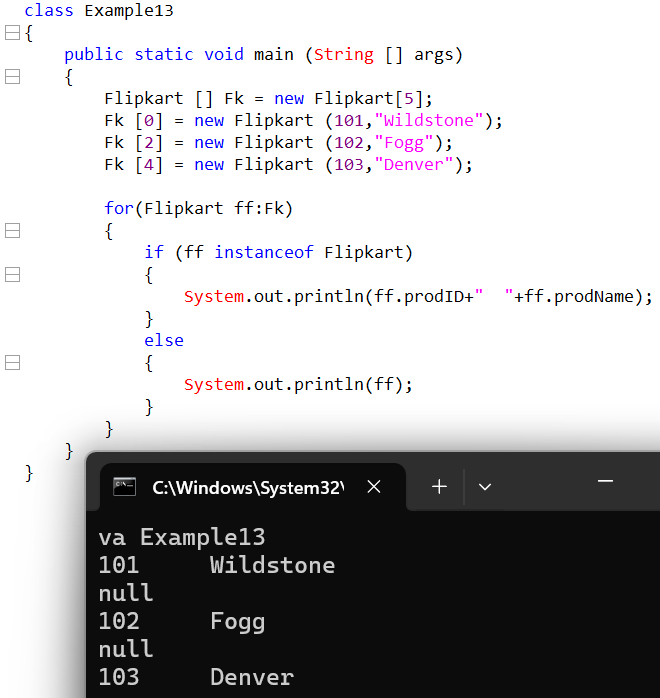 class Example13
{
public static void main (String [] args)
{
Flipkart [] Fk = new Flipkart[5];
Fk [0] = new Flipkart (101,"Wildstone");
Fk [2] = new Flipkart (102,"Fogg");
Fk [4] = new Flipkart (103,"Denver");
for(Flipkart ff:Fk)
{
if (ff instanceof Flipkart)
{
System.out.println(ff.prodID+"  "+ff.prodName);
}
else
{
System.out.println(ff);
}
}
}
}
C:\Windows\System32\
va Example13
101     Wildstone
null
102     Fogg
null
103     Denver